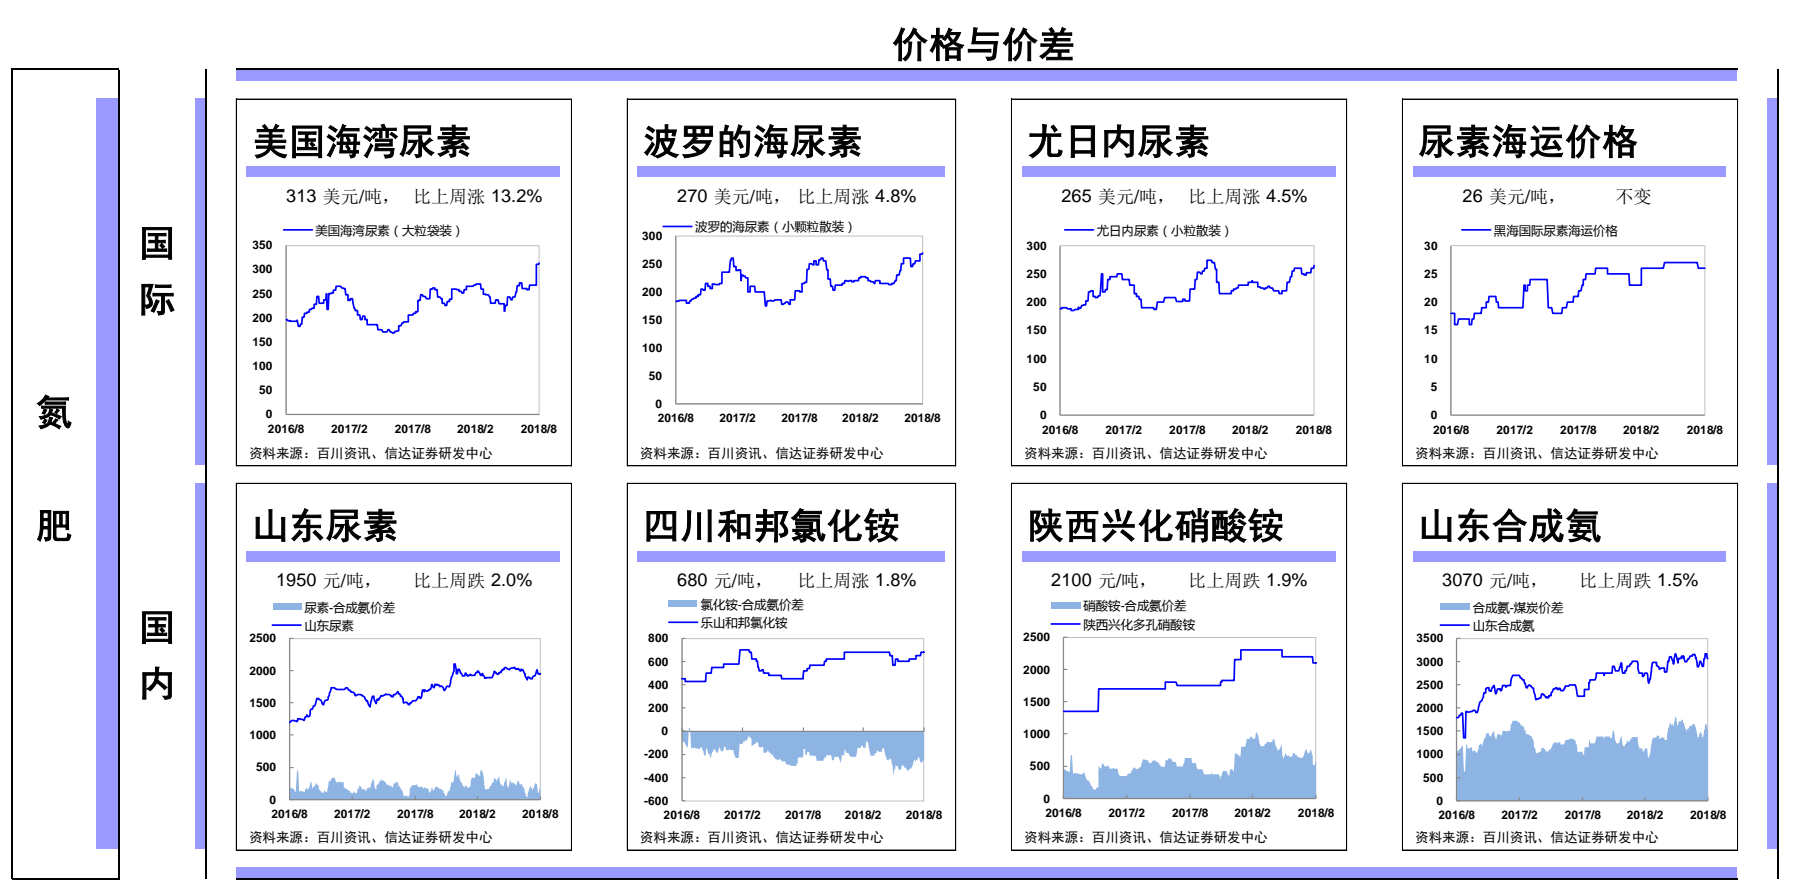 价格与价差
氮
肥
国
际
国
内
美国海湾尿素
313 美元/吨， 比上周涨 13.2%
美国海湾尿素（大粒袋装）
350
300
250
200
150
100
50
0
2016/8 2017/2 2017/8 2018/2 2018/8
资料来源：百川资讯、信达证券研发中心
波罗的海尿素
270 美元/吨， 比上周涨 4.8%
波罗的海尿素（小颗粒散装）
300
250
200
150
100
50
0
2016/8 2017/2 2017/8 2018/2 2018/8
资料来源：百川资讯、信达证券研发中心
尤日内尿素
265 美元/吨， 比上周涨 4.5%
尤日内尿素（小粒散装）
300
250
200
150
100
50
0
2016/8 2017/2 2017/8 2018/2 2018/8
资料来源：百川资讯、信达证券研发中心
尿素海运价格
26 美元/吨， 不变
黑海国际尿素海运价格
30
25
20
15
10
5
0
2016/8 2017/2 2017/8 2018/2 2018/8
资料来源：百川资讯、信达证券研发中心
山东尿素
1950 元/吨， 比上周跌 2.0%
尿素-合成氨价差
山东尿素
2500
2000
1500
1000
500
0
2016/8 2017/2 2017/8 2018/2 2018/8
资料来源：百川资讯、信达证券研发中心
四川和邦氯化铵
680 元/吨， 比上周涨 1.8%
氯化铵-合成氨价差
乐山和邦氯化铵
800
600
400
200
0
-200
-400
-600
2016/8 2017/2 2017/8 2018/2 2018/8
资料来源：百川资讯、信达证券研发中心
陕西兴化硝酸铵
2100 元/吨， 比上周跌 1.9%
硝酸铵-合成氨价差
陕西兴化多孔硝酸铵
2500
2000
1500
1000
500
0
2016/8 2017/2 2017/8 2018/2 2018/8
资料来源：百川资讯、信达证券研发中心
山东合成氨
3070 元/吨， 比上周跌 1.5%
合成氨-煤炭价差
山东合成氨
3500
3000
2500
2000
1500
1000
500
0
2016/8 2017/2 2017/8 2018/2 2018/8
资料来源：百川资讯、信达证券研发中心